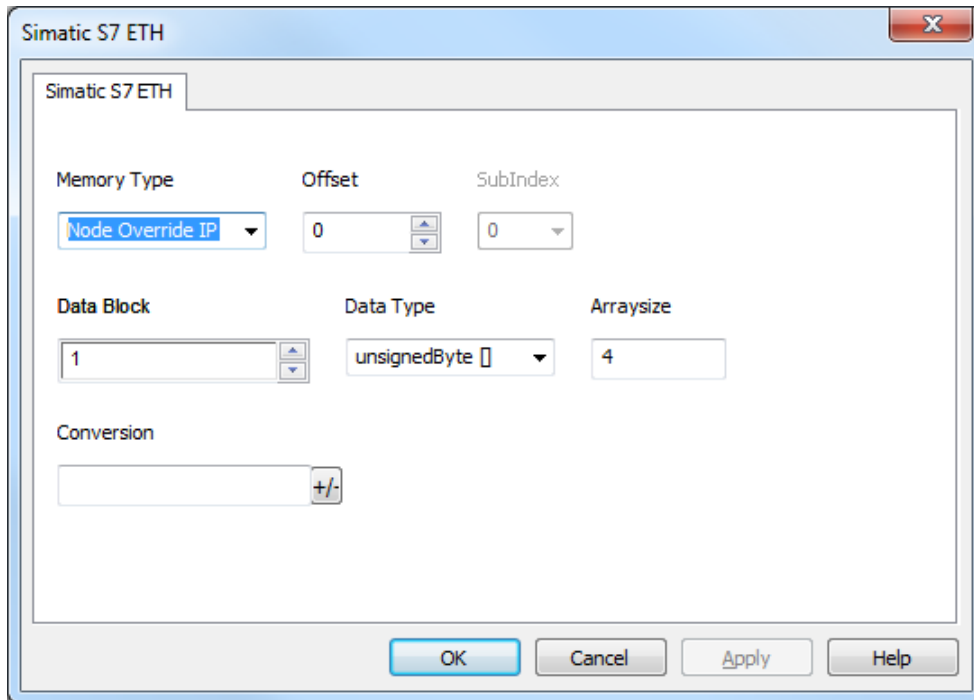 Simatic S7 ETH
Simatic S7 ETH
Memory Type Offset SubIndex
Node Override IP 0 0
Data Block Data Type Arraysize
1 unsignedByte [] 4
Conversion
+/-
OK Cancel Apply Help